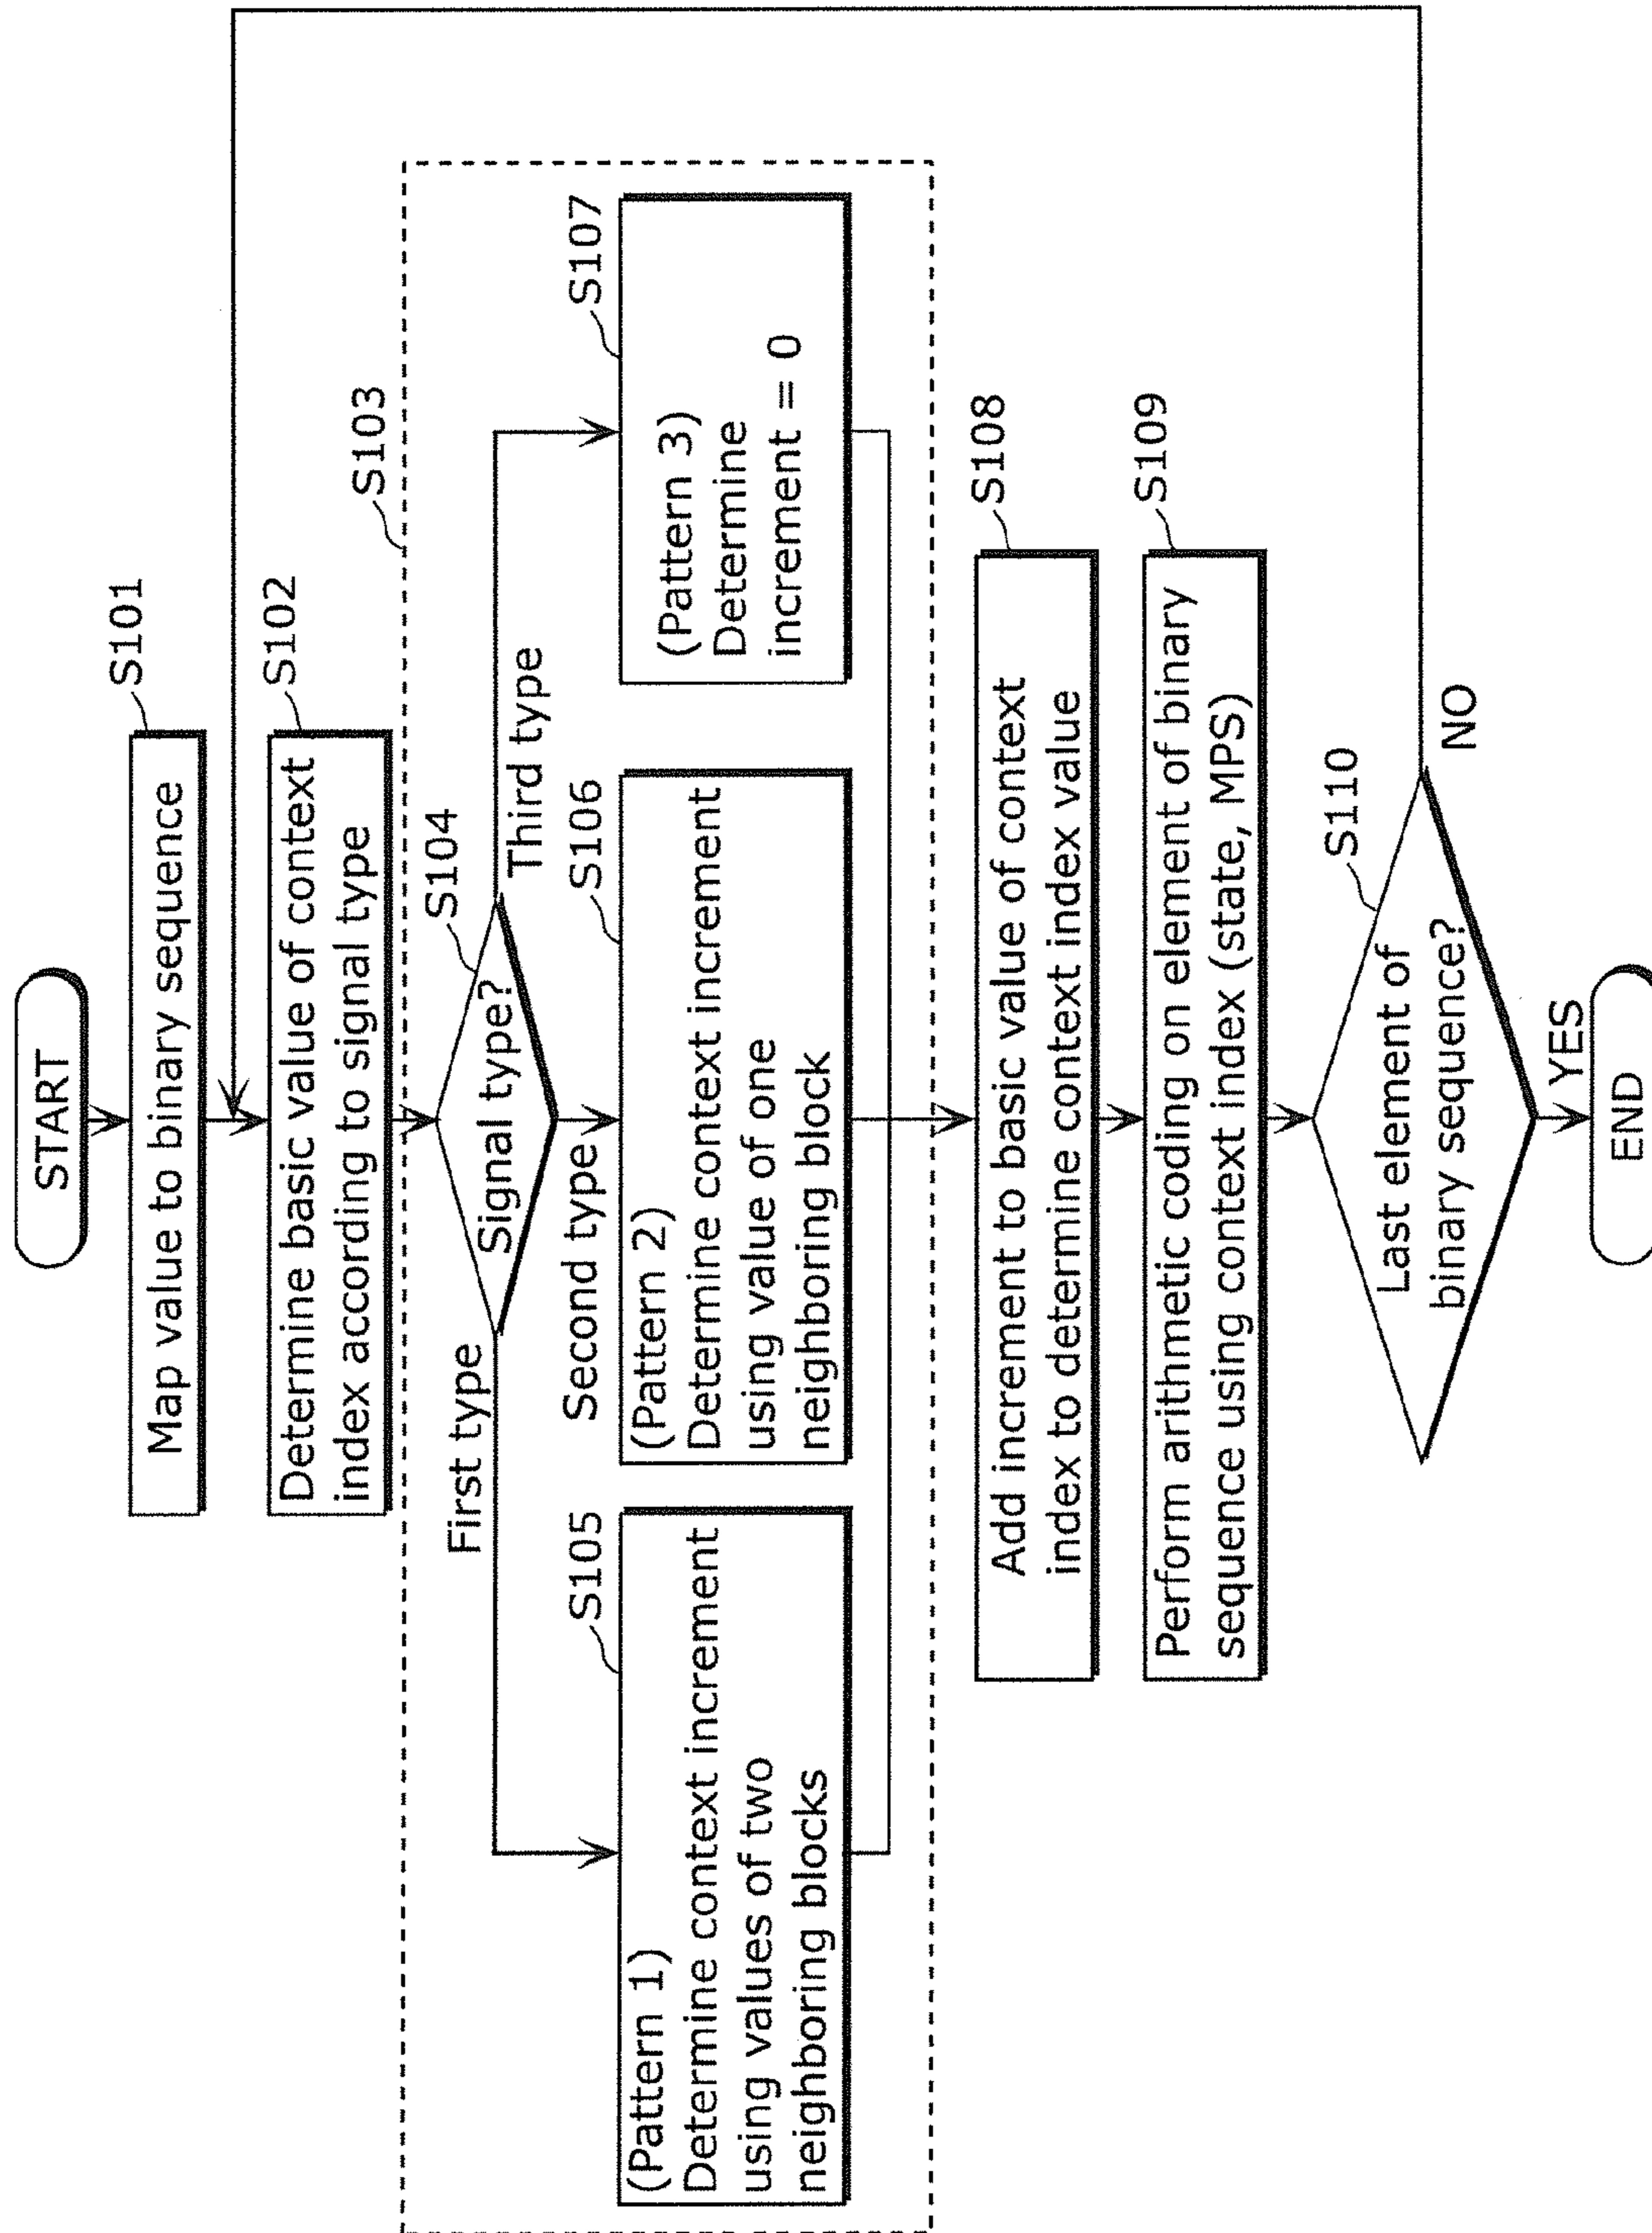 START
S101
Map value to binary sequence
S102
Determine basic value of context
index according to signal type
S103
S104
Signal type?
First type
Second type
Third type
S105
(Pattern 1)
Determine context increment
using values of two
neighboring blocks
S106
(Pattern 2)
Determine context increment
using value of one
neighboring block
S107
(Pattern 3)
Determine
increment = 0
S108
Add increment to basic value of context
index to determine context index value
S109
Perform arithmetic coding on element of binary
sequence using context index (state, MPS)
S110
Last element of
binary sequence?
NO
YES
END